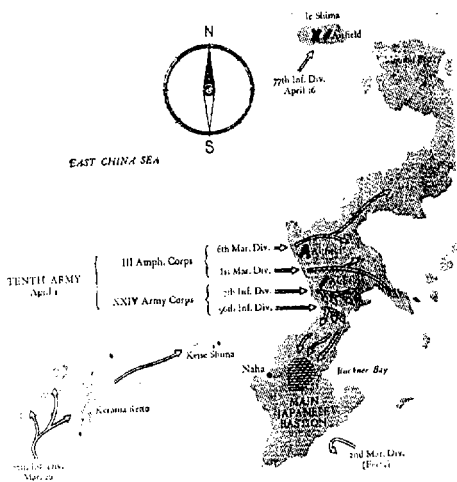 Ie Shima
Airfield
N
77th Inf. Div.
April 16
S
EAST CHINA SEA
6th Mar. Div.
III Amph. Corps
1st Mar. Div.
TENTH ARMY
April 1
7th Inf. Div.
XXIV Army Corps
96th Inf. Div.
Keise Shima
Naha
Buckner Bay
Kerama Retto
MAIN
JAPANESE
BASTION
Mar. 26
2nd Mar. Div.